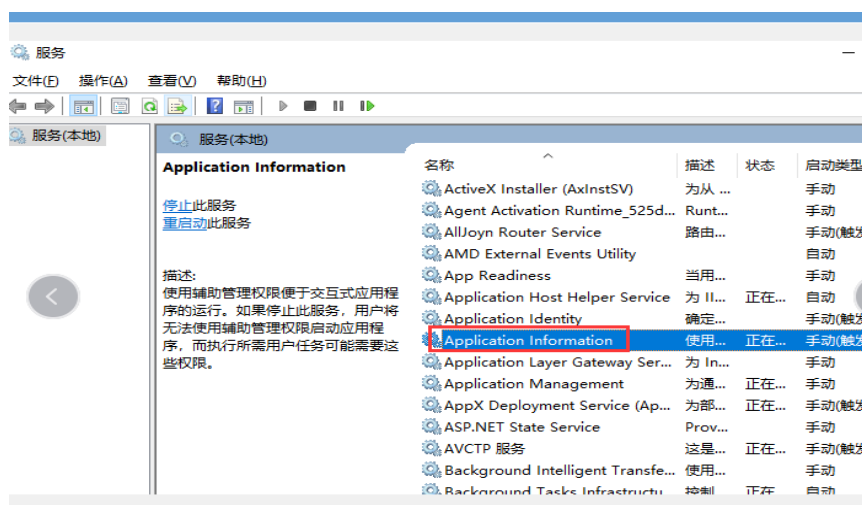 服务
文件(F) 操作(A) 查看(V) 帮助(H)
服务(本地)
服务(本地)
Application Information
停止此服务
重启动此服务
描述:
使用辅助管理权限便于交互式应用程
序的运行。如果停止此服务，用户将
无法使用辅助管理权限启动应用程
序，而执行所需用户任务可能需要这
些权限。
名称 描述 状态 启动类型
ActiveX Installer (AxInstSV) 为从 ... 手动
Agent Activation Runtime_525d... Runt... 手动
AllJoyn Router Service 路由... 手动(触发
AMD External Events Utility 自动
App Readiness 当用... 手动
Application Host Helper Service 为 II... 正在... 自动
Application Identity 确定... 手动(触发
Application Information 使用... 正在... 手动(触发
Application Layer Gateway Ser... 为 In... 手动
Application Management 为通... 正在... 手动
AppX Deployment Service (Ap... 为部... 正在... 手动(触发
ASP.NET State Service Prov... 手动
AVCTP 服务 这是... 正在... 手动(触发
Background Intelligent Transfe... 使用... 手动
Background Tasks Infrastructu 控制 正在 自动